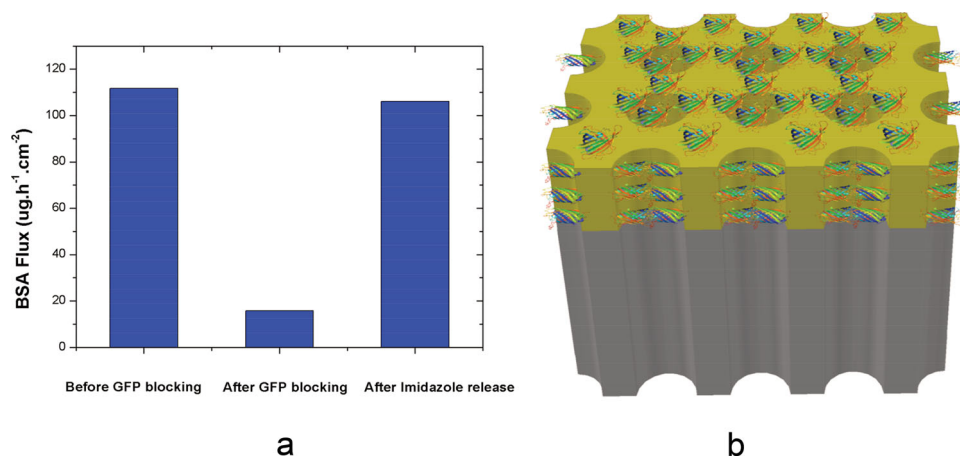 120
100
80
60
40
20
0
BSA Flux (ug.h⁻¹.cm⁻²)
Before GFP blocking After GFP blocking After Imidazole release
a
b